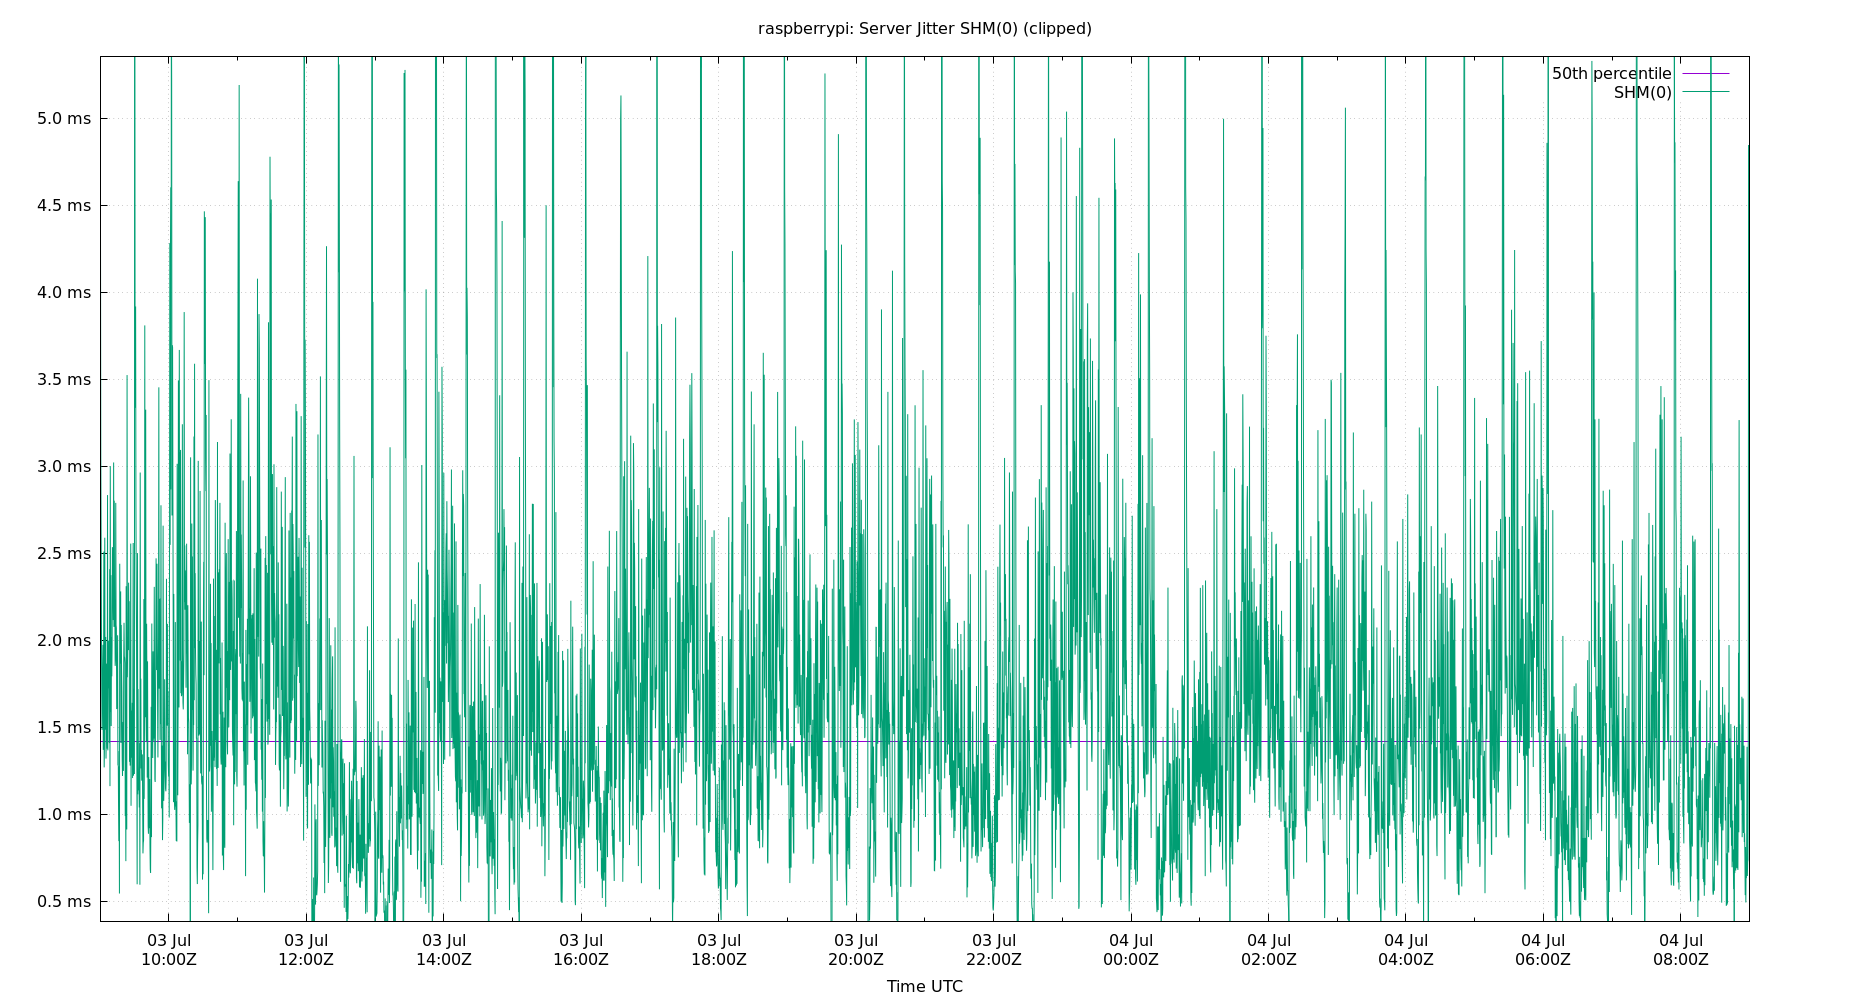 raspberrypi: Server Jitter SHM(0) (clipped)
50th percentile
SHM(0)
5.0 ms
4.5 ms
4.0 ms
3.5 ms
3.0 ms
2.5 ms
2.0 ms
1.5 ms
1.0 ms
0.5 ms
03 Jul 03 Jul 03 Jul 03 Jul 03 Jul 03 Jul 03 Jul 04 Jul 04 Jul 04 Jul 04 Jul 04 Jul
10:00Z 12:00Z 14:00Z 16:00Z 18:00Z 20:00Z 22:00Z 00:00Z 02:00Z 04:00Z 06:00Z 08:00Z
Time UTC